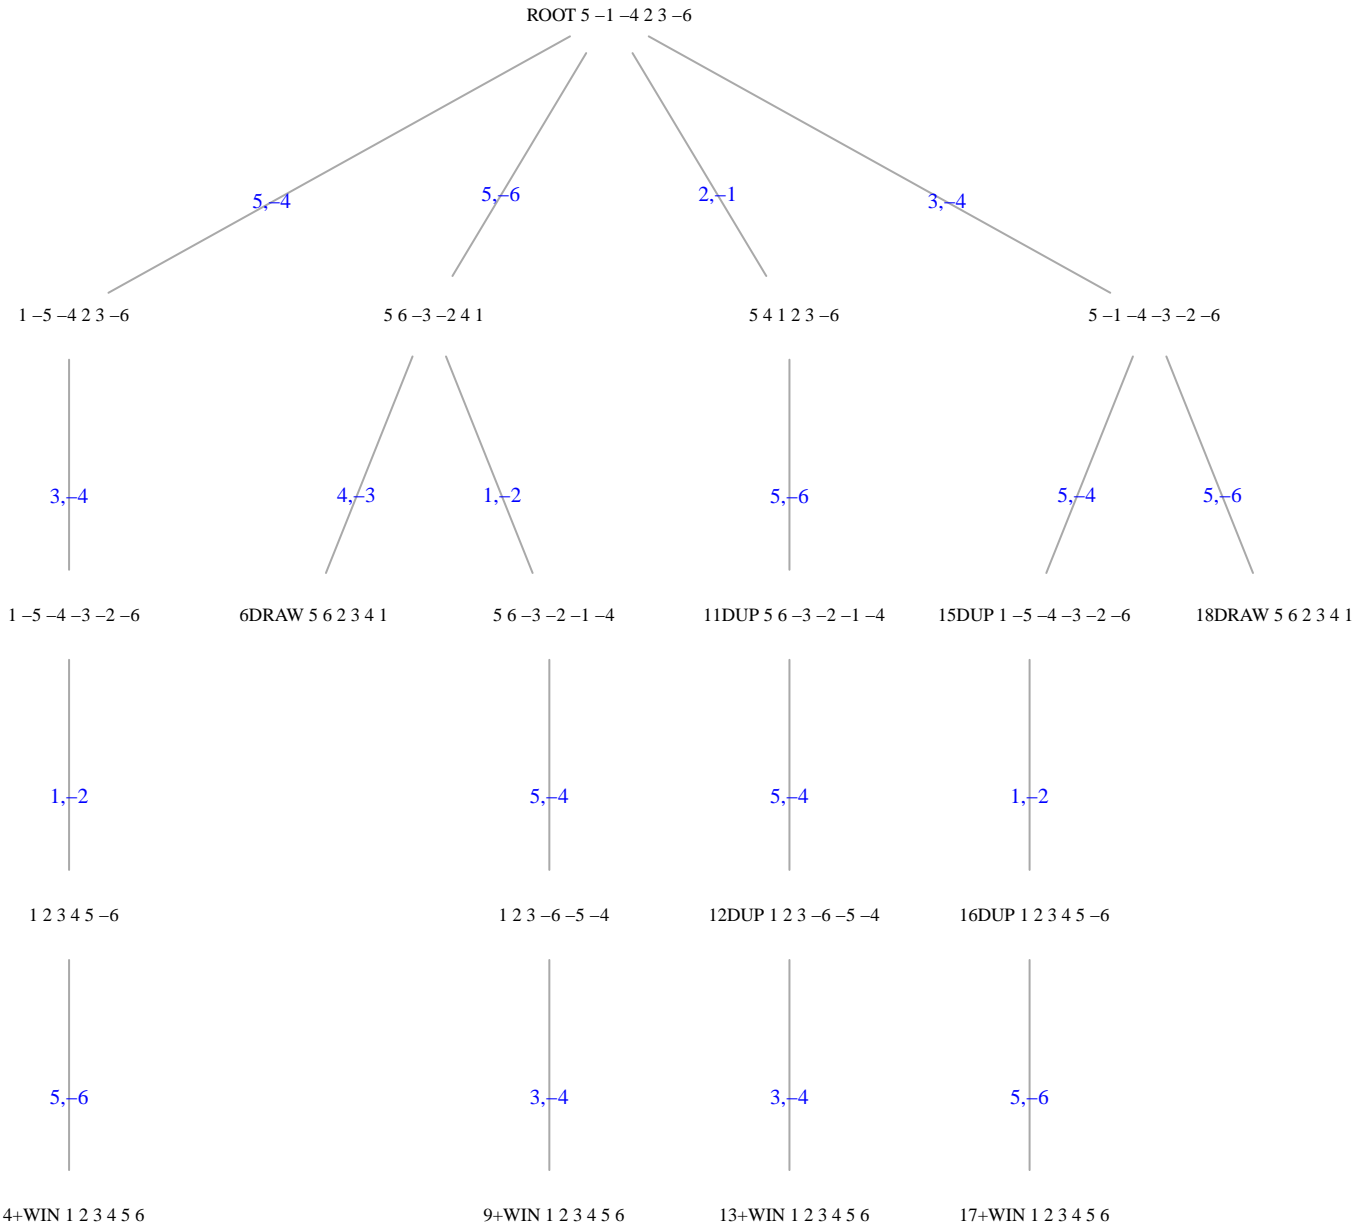 ROOT 5 –1 –4 2 3 –6
5,–4
5,–6
2,–1
3,–4
1 –5 –4 2 3 –6
5 6 –3 –2 4 1
5 4 1 2 3 –6
5 –1 –4 –3 –2 –6
3,–4
4,–3
1,–2
5,–6
5,–4
5,–6
1 –5 –4 –3 –2 –6
6DRAW 5 6 2 3 4 1
5 6 –3 –2 –1 –4
11DUP 5 6 –3 –2 –1 –4
15DUP 1 –5 –4 –3 –2 –6
18DRAW 5 6 2 3 4 1
1,–2
5,–4
5,–4
1,–2
1 2 3 4 5 –6
1 2 3 –6 –5 –4
12DUP 1 2 3 –6 –5 –4
16DUP 1 2 3 4 5 –6
5,–6
3,–4
3,–4
5,–6
4+WIN 1 2 3 4 5 6
9+WIN 1 2 3 4 5 6
13+WIN 1 2 3 4 5 6
17+WIN 1 2 3 4 5 6